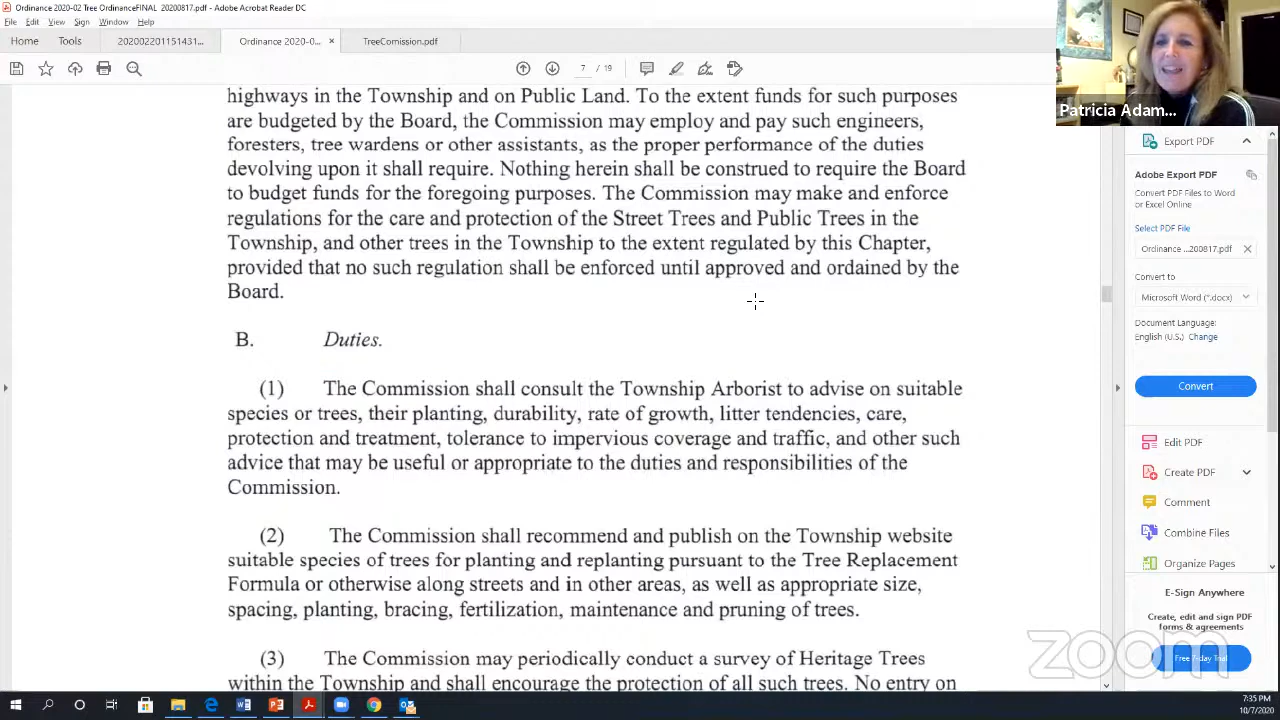 Ordinance 2020-02 Tree OrdinanceFINAL 20200817.pdf - Adobe Acrobat Reader DC
File Edit View Sign Window Help
Home Tools 202002201151431... Ordinance 2020-0... × TreeComission.pdf
7 / 19
Patricia Adam...
highways in the Township and on Public Land. To the extent funds for such purposes
are budgeted by the Board, the Commission may employ and pay such engineers,
foresters, tree wardens or other assistants, as the proper performance of the duties
devolving upon it shall require. Nothing herein shall be construed to require the Board
to budget funds for the foregoing purposes. The Commission may make and enforce
regulations for the care and protection of the Street Trees and Public Trees in the
Township, and other trees in the Township to the extent regulated by this Chapter,
provided that no such regulation shall be enforced until approved and ordained by the
Board.
B. Duties.
(1) The Commission shall consult the Township Arborist to advise on suitable
species or trees, their planting, durability, rate of growth, litter tendencies, care,
protection and treatment, tolerance to impervious coverage and traffic, and other such
advice that may be useful or appropriate to the duties and responsibilities of the
Commission.
(2) The Commission shall recommend and publish on the Township website
suitable species of trees for planting and replanting pursuant to the Tree Replacement
Formula or otherwise along streets and in other areas, as well as appropriate size,
spacing, planting, bracing, fertilization, maintenance and pruning of trees.
(3) The Commission may periodically conduct a survey of Heritage Trees
within the Township and shall encourage the protection of all such trees. No entry on
Export PDF
Adobe Export PDF
Convert PDF Files to Word
or Excel Online
Select PDF File
Ordinance ...200817.pdf ×
Convert to
Microsoft Word (*.docx)
Document Language:
English (U.S.) Change
Convert
Edit PDF
Create PDF
Comment
Combine Files
Organize Pages
E-Sign Anywhere
Create, edit and sign PDF
forms & agreements
Free 7-day Trial
zoom
7:35 PM
10/7/2020